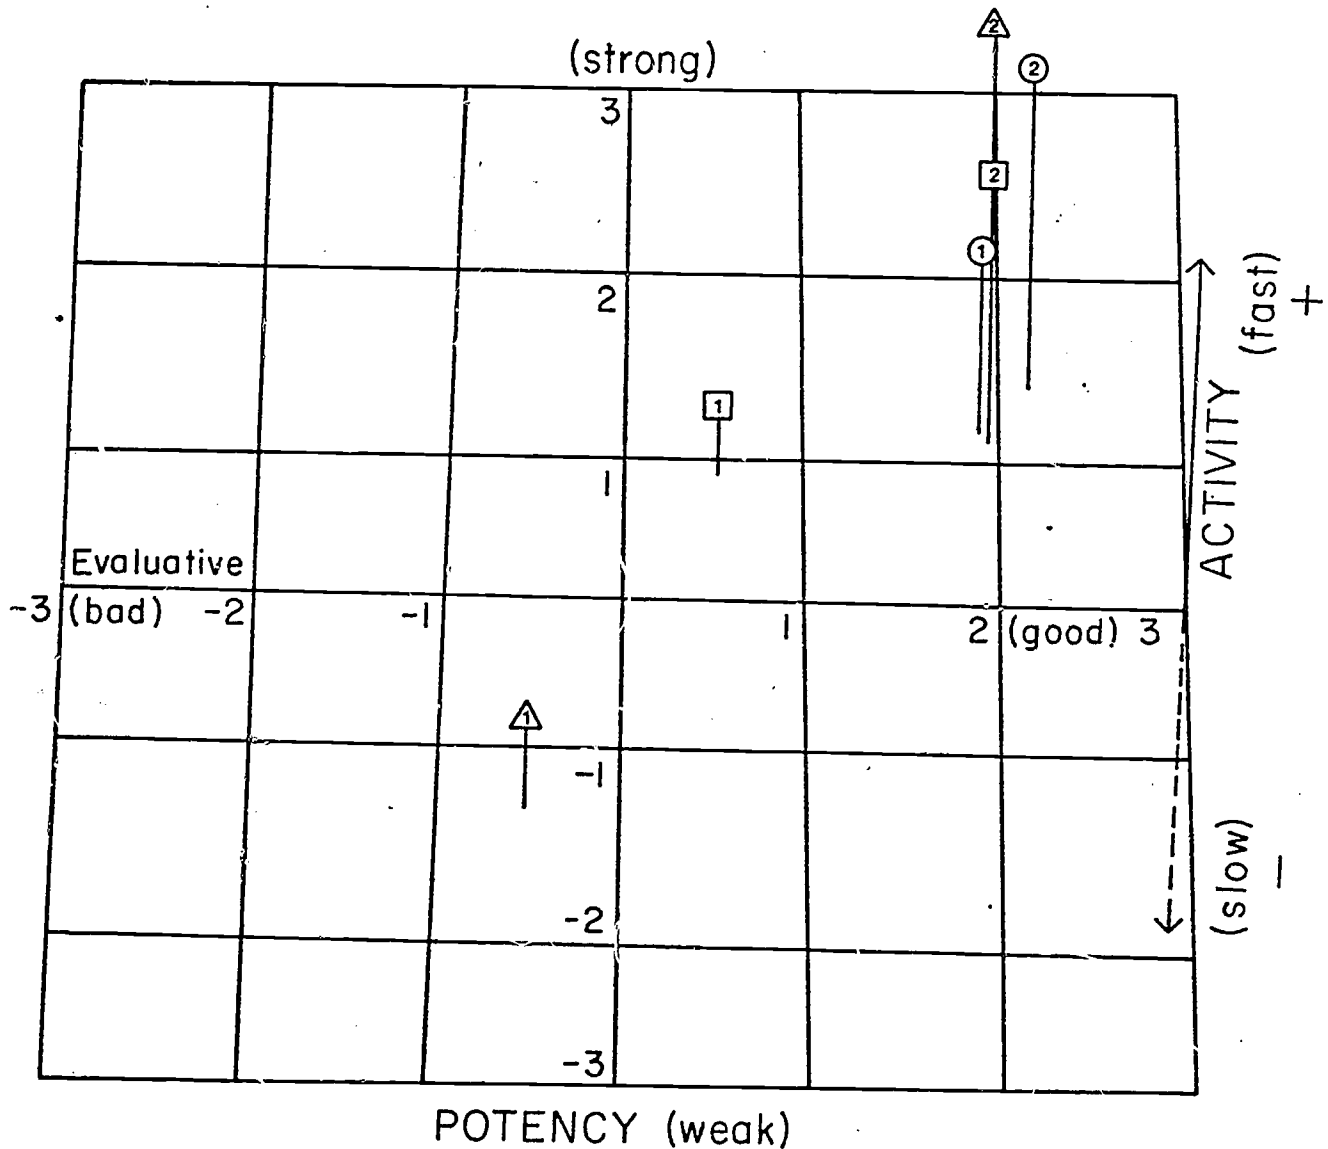 2
(strong)
2
3
2
1
2
(fast)
+
1
1
ACTIVITY
Evaluative
-3 (bad) -2 -1 1 2 (good) 3
1
-1
(slow)
-
-2
-3
POTENCY (weak)